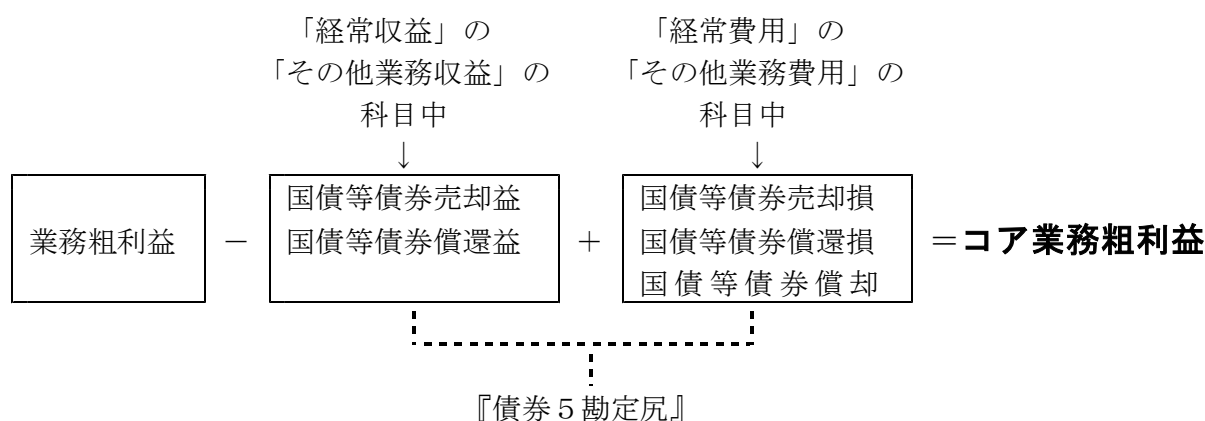 「経常収益」の
「その他業務収益」の
科目中
↓
「経常費用」の
「その他業務費用」の
科目中
↓
業務粗利益
－
国債等債券売却益
国債等債券償還益
＋
国債等債券売却損
国債等債券償還損
国債等債券償却
＝コア業務粗利益
『債券５勘定尻』